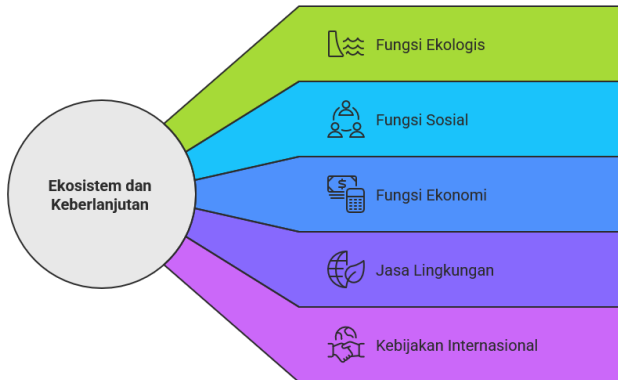 Ekosistem dan
Keberlanjutan
Fungsi Ekologis
Fungsi Sosial
$
Fungsi Ekonomi
Jasa Lingkungan
Kebijakan Internasional